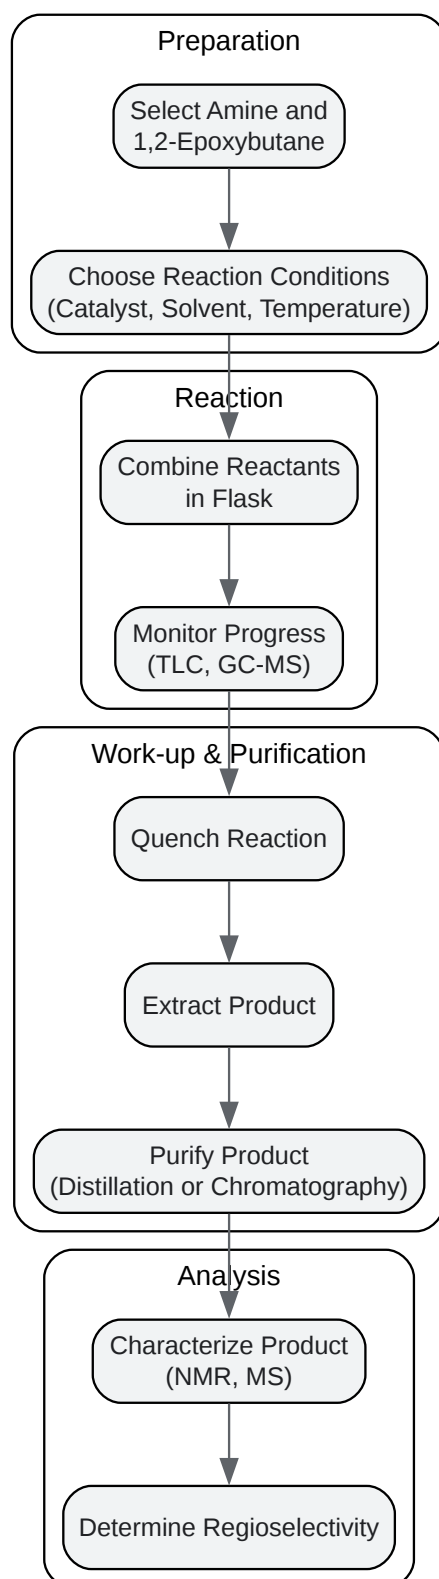 Preparation
Select Amine and
1,2-Epoxybutane
Choose Reaction Conditions
(Catalyst, Solvent, Temperature)
Reaction
Combine Reactants
in Flask
Monitor Progress
(TLC, GC-MS)
Work-up & Purification
Quench Reaction
Extract Product
Purify Product
(Distillation or Chromatography)
Analysis
Characterize Product
(NMR, MS)
Determine Regioselectivity